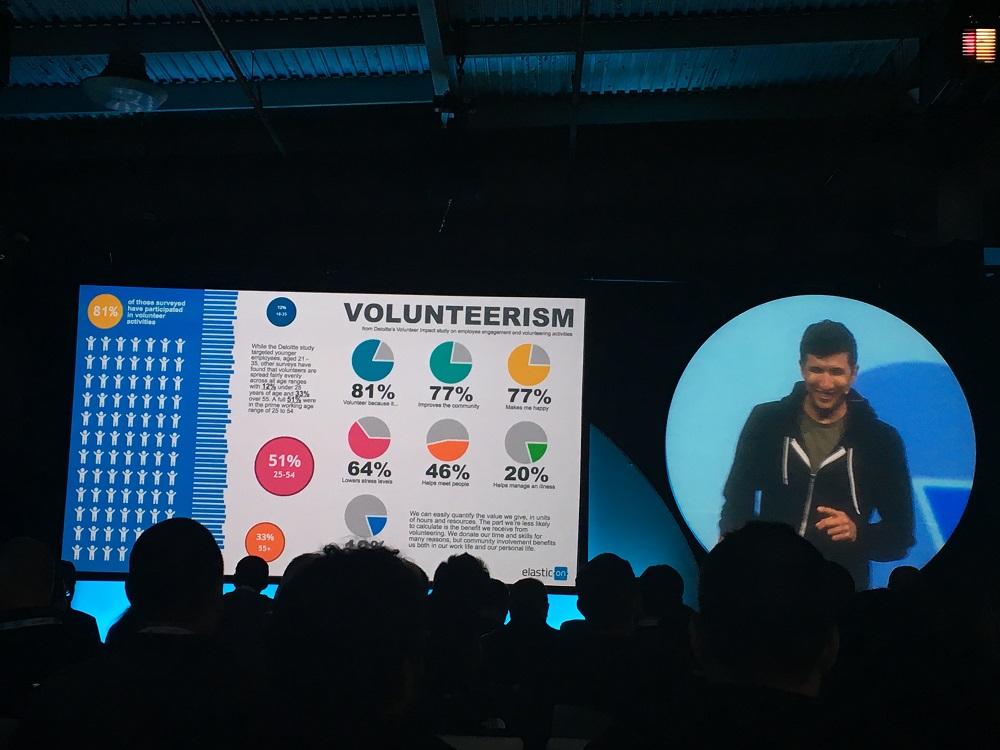 81%
of those surveyed
have participated
in volunteer
activities
12%
18-25
VOLUNTEERISM
from Deloitte's Volunteer Impact study on employee engagement and volunteering activities
While the Deloitte study
targeted younger
employees, aged 21 –
35, other surveys have
found that volunteers are
spread fairly evenly
across all age ranges
with 12% under 25
years of age and 33%
over 55. A full 51% were
in the prime working age
range of 25 to 54
81%
Volunteer because it...
77%
Improves the community
77%
Makes me happy
51%
25-54
64%
Lowers stress levels
46%
Helps meet people
20%
Helps manage an illness
33%
55+
We can easily quantify the value we give, in units
of hours and resources. The part we're less likely
to calculate is the benefit we receive from
volunteering. We donate our time and skills for
many reasons, but community involvement benefits
us both in our work life and our personal life.
elastic on